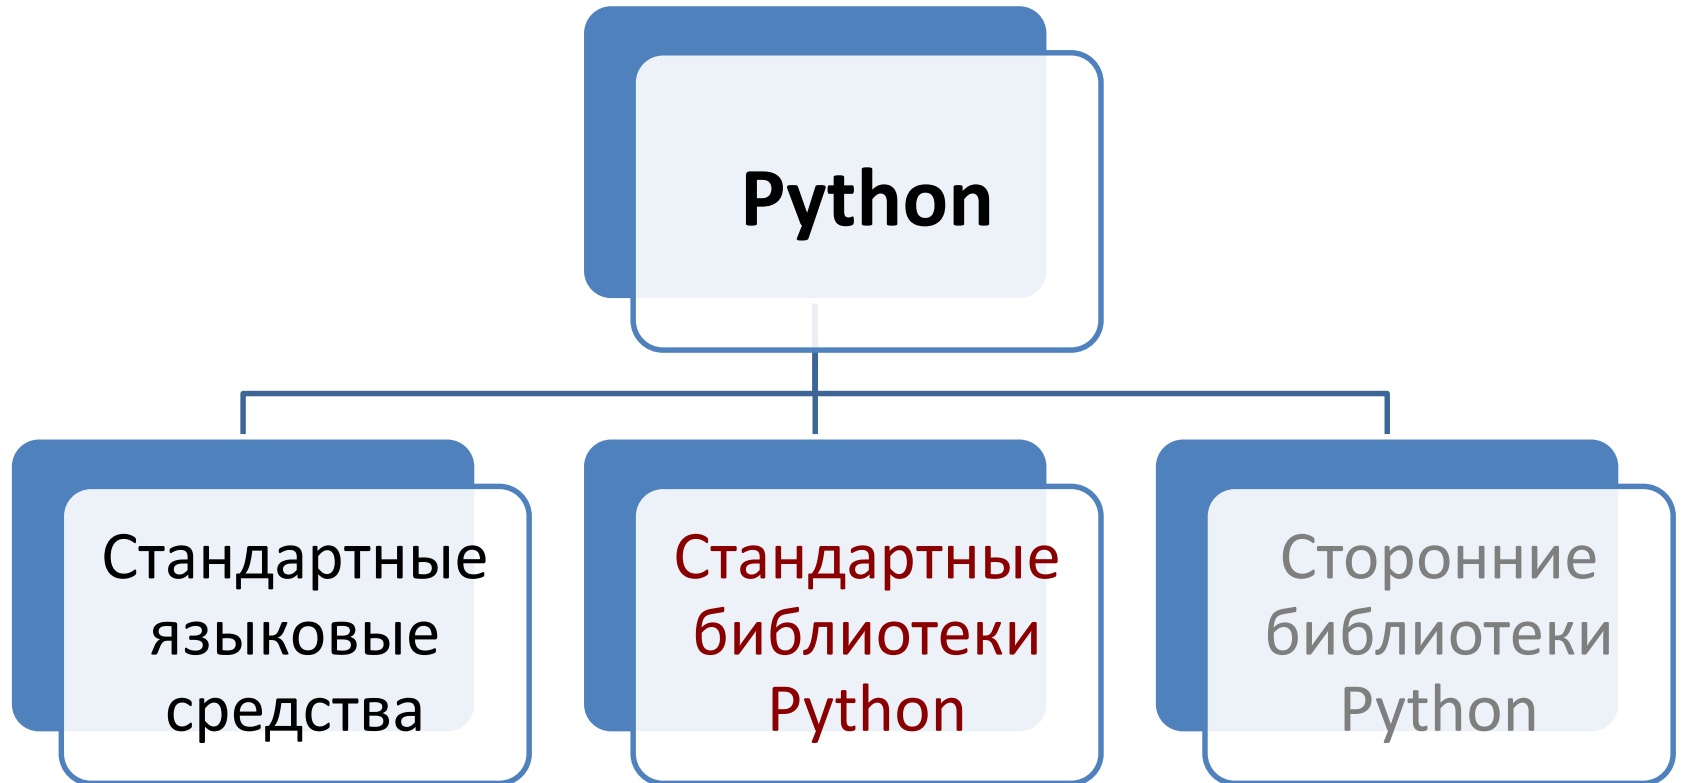 Python
Стандартные
языковые
средства
Стандартные
библиотеки
Python
Сторонние
библиотеки
Python